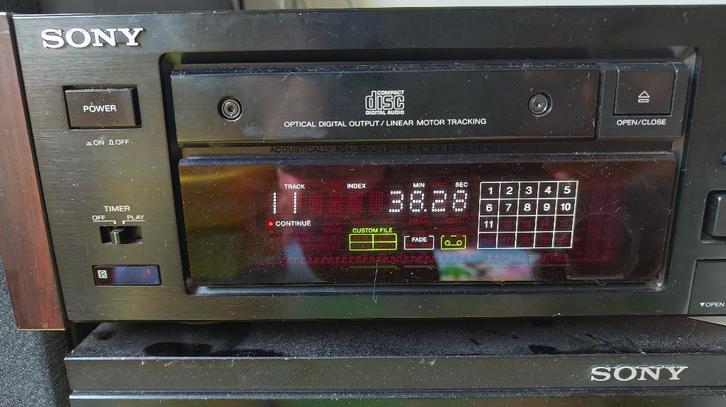 SONY
POWER
ON OFF
COMPACT
disc
DIGITAL AUDIO
OPTICAL DIGITAL OUTPUT / LINEAR MOTOR TRACKING
OPEN/CLOSE
TRACK INDEX MIN SEC
11 38.28
CONTINUE
CUSTOM FILE
FADE
1 2 3 4 5
6 7 8 9 10
11
TIMER
OFF PLAY
OPEN
SONY